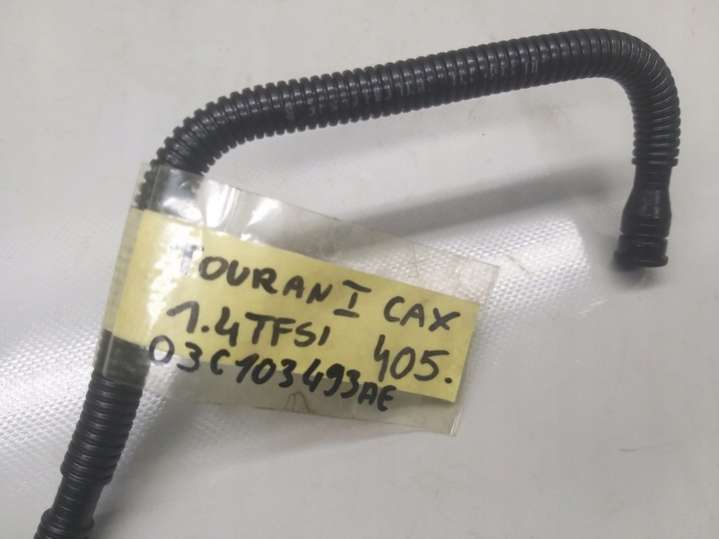 TOURAN I CAX
1.4TFSI 405.
03C103493AE